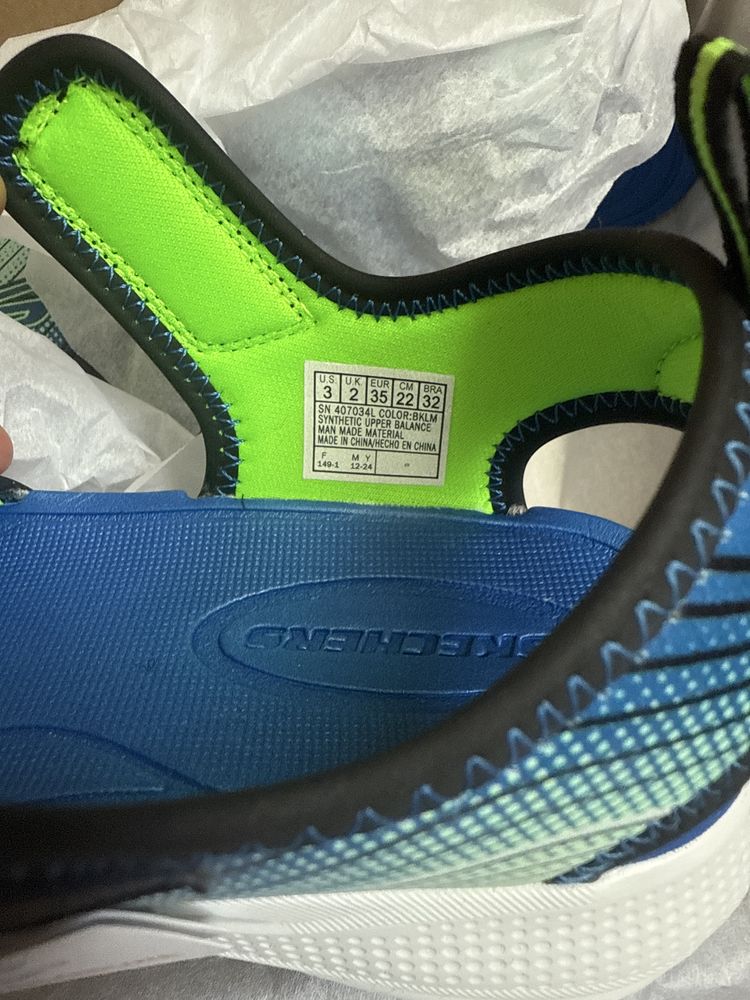 U.S. U.K. EUR CM BRA
3 2 35 22 32
SN 407034L COLOR:BKLM
SYNTHETIC UPPER BALANCE
MAN MADE MATERIAL
MADE IN CHINA/HECHO EN CHINA
F M Y
149-1 12-24
SKECHERS